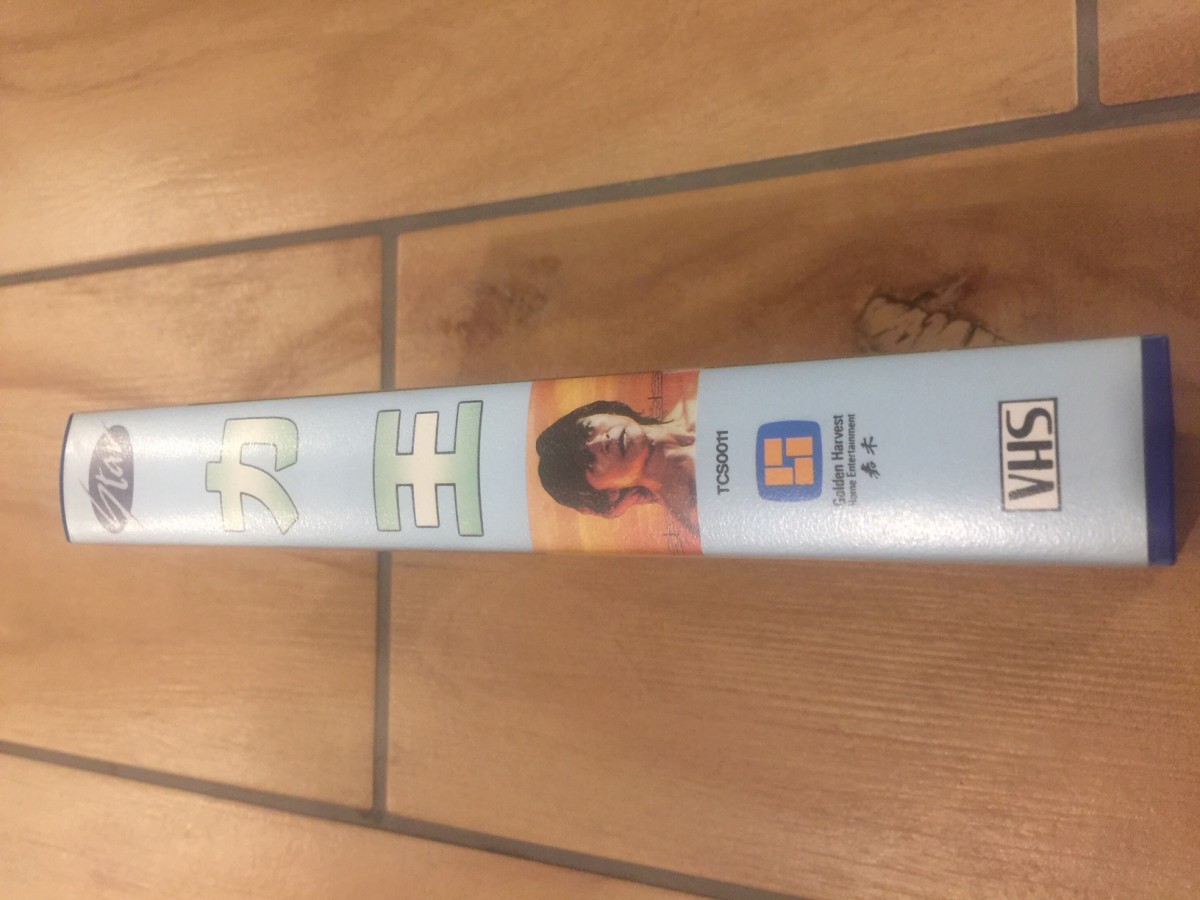 Star
力王
TCS0011
Golden Harvest
Home Entertainment
嘉禾
VHS